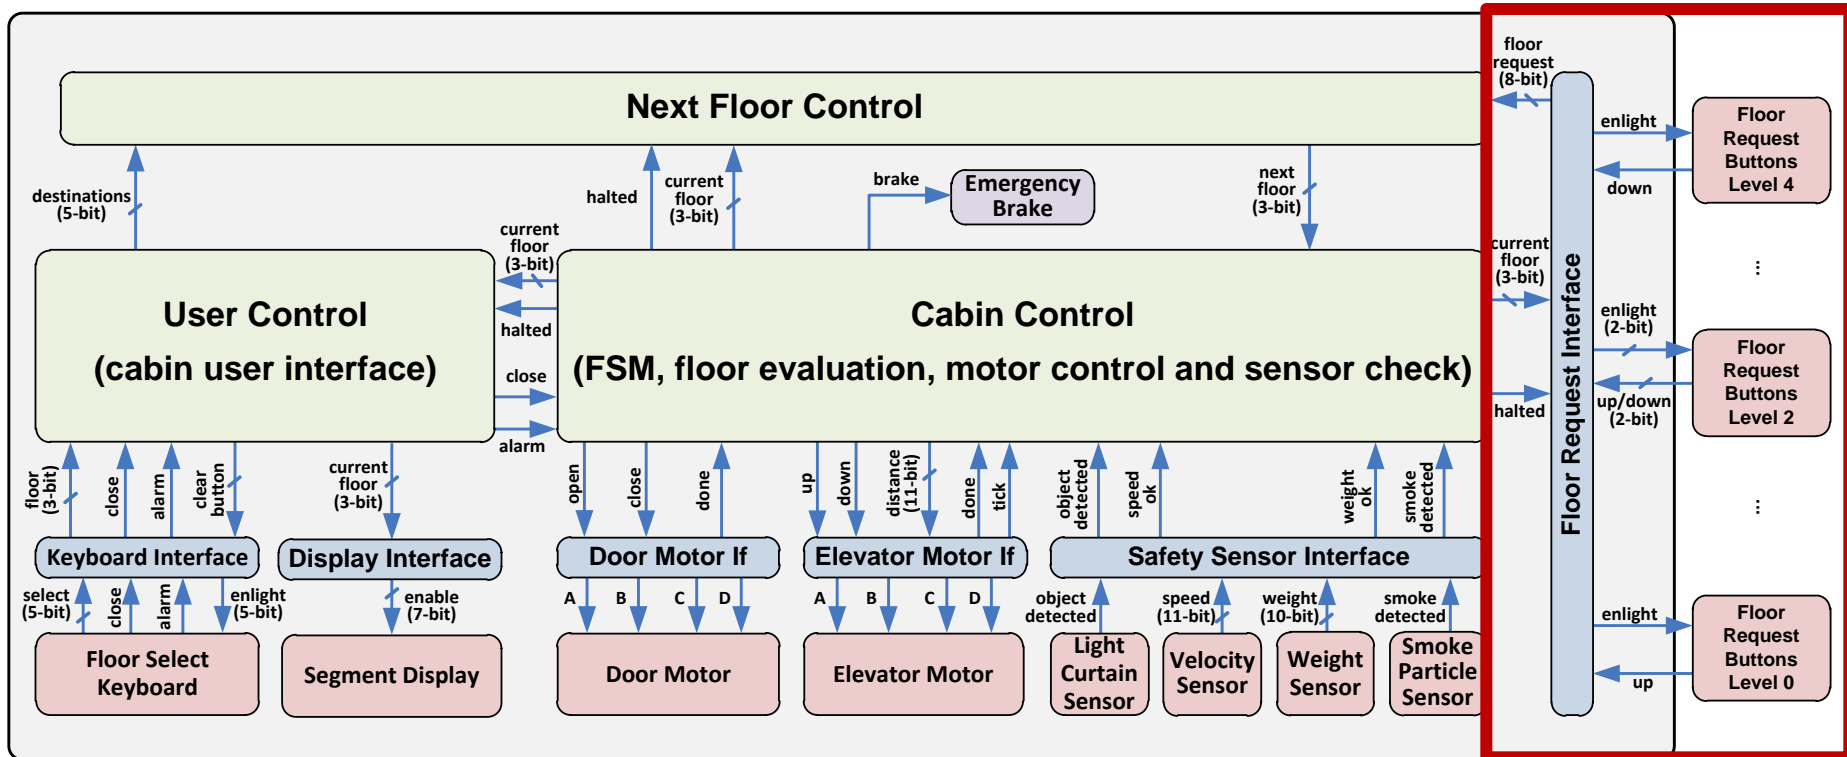 Next Floor Control
destinations
(5-bit)
halted
current
floor
(3-bit)
brake
Emergency
Brake
next
floor
(3-bit)
User Control
(cabin user interface)
current
floor
(3-bit)
halted
close
alarm
Cabin Control
(FSM, floor evaluation, motor control and sensor check)
floor
(3-bit)
close
alarm
clear
button
current
floor
(3-bit)
open
close
done
up
down
distance
(11-bit)
done
tick
object
detected
speed
ok
weight
ok
smoke
detected
Keyboard Interface
Display Interface
Door Motor If
Elevator Motor If
Safety Sensor Interface
select
(5-bit)
close
alarm
enlight
(5-bit)
enable
(7-bit)
A
B
C
D
A
B
C
D
object
detected
speed
(11-bit)
weight
(10-bit)
smoke
detected
Floor Select
Keyboard
Segment Display
Door Motor
Elevator Motor
Light
Curtain
Sensor
Velocity
Sensor
Weight
Sensor
Smoke
Particle
Sensor
floor
request
(8-bit)
current
floor
(3-bit)
halted
Floor Request Interface
enlight
down
Floor
Request
Buttons
Level 4
...
enlight
(2-bit)
up/down
(2-bit)
Floor
Request
Buttons
Level 2
...
enlight
up
Floor
Request
Buttons
Level 0